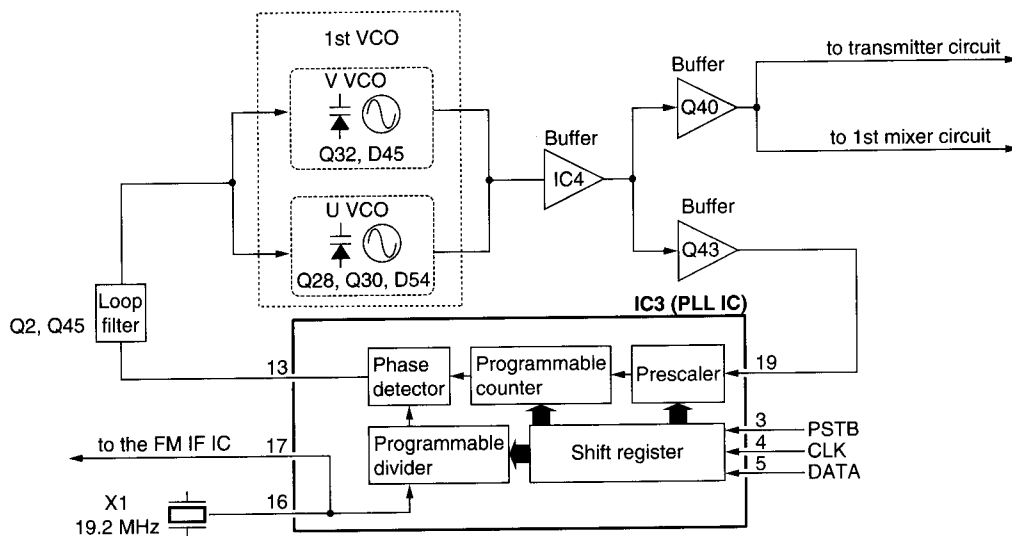 1st VCO
V VCO
Q32, D45
U VCO
Q28, Q30, D54
Buffer
IC4
Buffer
Q40
to transmitter circuit
to 1st mixer circuit
Buffer
Q43
Loop
filter
Q2, Q45
IC3 (PLL IC)
13
Phase
detector
Programmable
counter
Prescaler
19
Programmable
divider
Shift register
3
PSTB
4
CLK
5
DATA
to the FM IF IC
17
16
X1
19.2 MHz